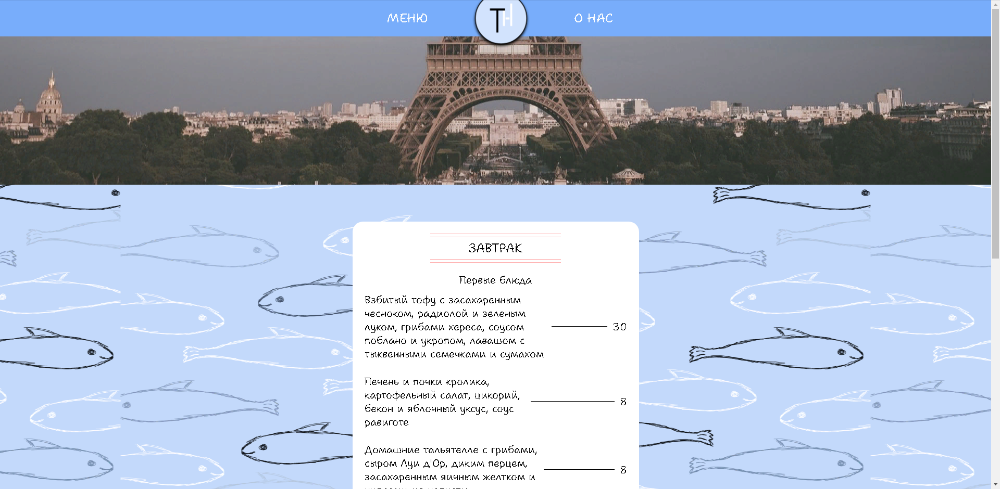 МЕНЮ
TH
О НАС
ЗАВТРАК
Первые блюда
Взбитый тофу с засахаренным
чесноком, радиолой и зеленым
луком, грибами хереса, соусом
поблано и укропом, лавашом с
тыквенными семечками и сумахом
30
Печень и почки кролика,
картофельный салат, цикорий,
бекон и яблочный уксус, соус
равиготе
8
Домашние тальятелле с грибами,
сыром Луи д'Ор, диким перцем,
засахаренным яичным желтком и
8